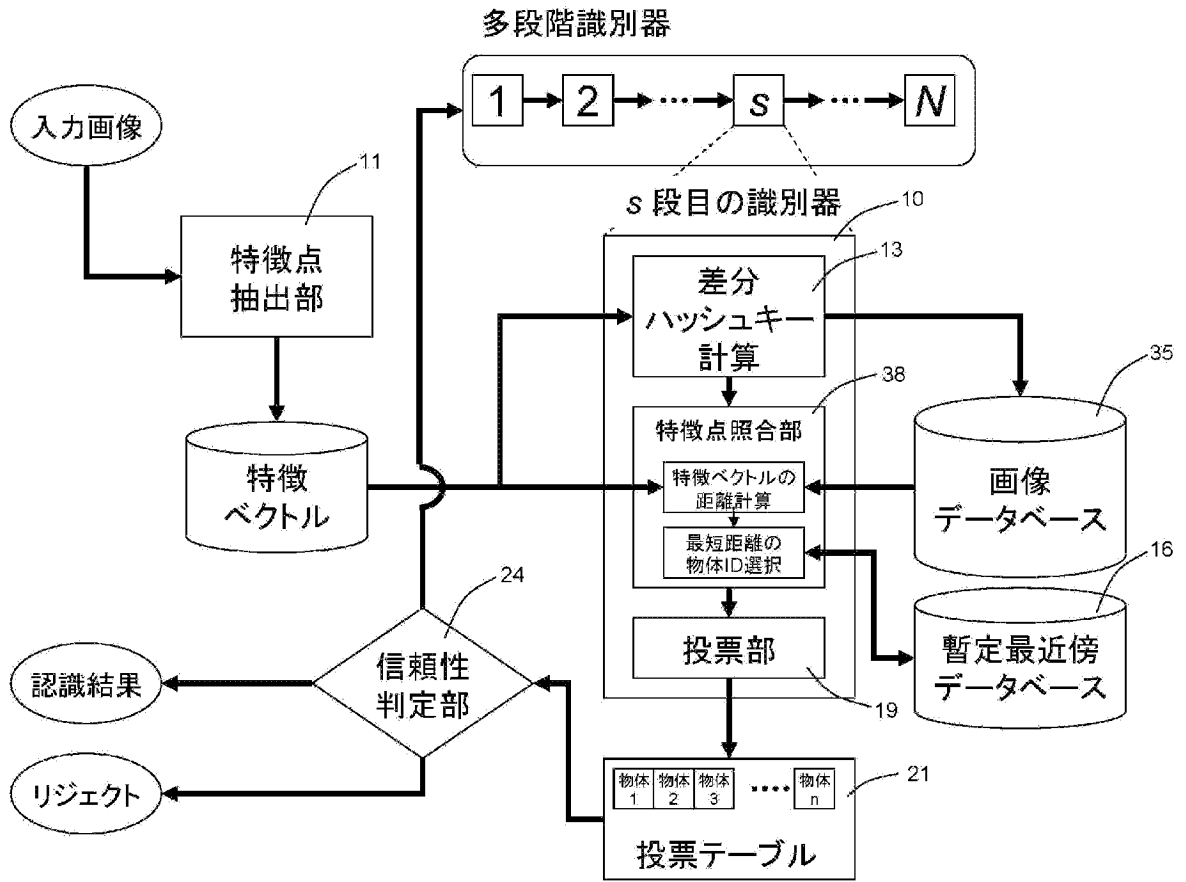 多段階識別器
1
2
・・・
s
・・・
N
入力画像
11
特徴点
抽出部
s 段目の識別器
10
13
差分
ハッシュキー
計算
38
35
特徴点照合部
特徴
ベクトル
特徴ベクトルの
距離計算
画像
データベース
最短距離の
物体ID選択
16
24
投票部
暫定最近傍
データベース
信頼性
判定部
認識結果
19
リジェクト
21
物体
1
物体
2
物体
3
・・・・
物体
n
投票テーブル